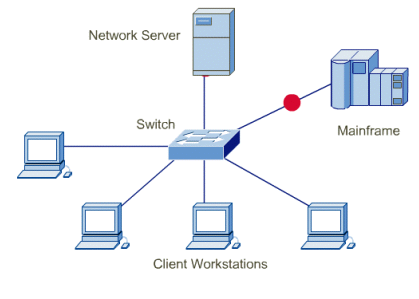 Network Server
Switch
Mainframe
Client Workstations